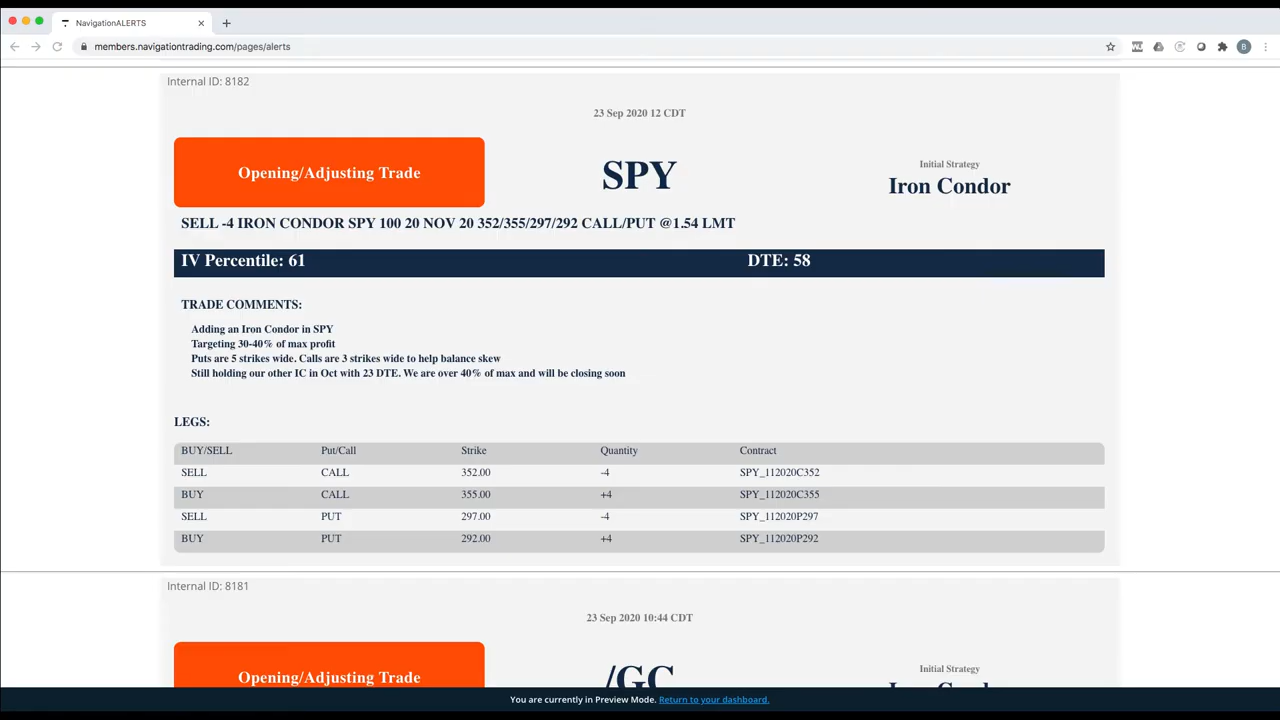 NavigationALERTS
members.navigationtrading.com/pages/alerts
Internal ID: 8182
23 Sep 2020 12 CDT
Opening/Adjusting Trade
SPY
Initial Strategy
Iron Condor
SELL -4 IRON CONDOR SPY 100 20 NOV 20 352/355/297/292 CALL/PUT @1.54 LMT
IV Percentile: 61 DTE: 58
TRADE COMMENTS:
Adding an Iron Condor in SPY
Targeting 30-40% of max profit
Puts are 5 strikes wide. Calls are 3 strikes wide to help balance skew
Still holding our other IC in Oct with 23 DTE. We are over 40% of max and will be closing soon
LEGS:
BUY/SELL Put/Call Strike Quantity Contract
SELL CALL 352.00 -4 SPY_112020C352
BUY CALL 355.00 +4 SPY_112020C355
SELL PUT 297.00 -4 SPY_112020P297
BUY PUT 292.00 +4 SPY_112020P292
Internal ID: 8181
23 Sep 2020 10:44 CDT
Opening/Adjusting Trade
/GC
Initial Strategy
Iron Condor
You are currently in Preview Mode. Return to your dashboard.